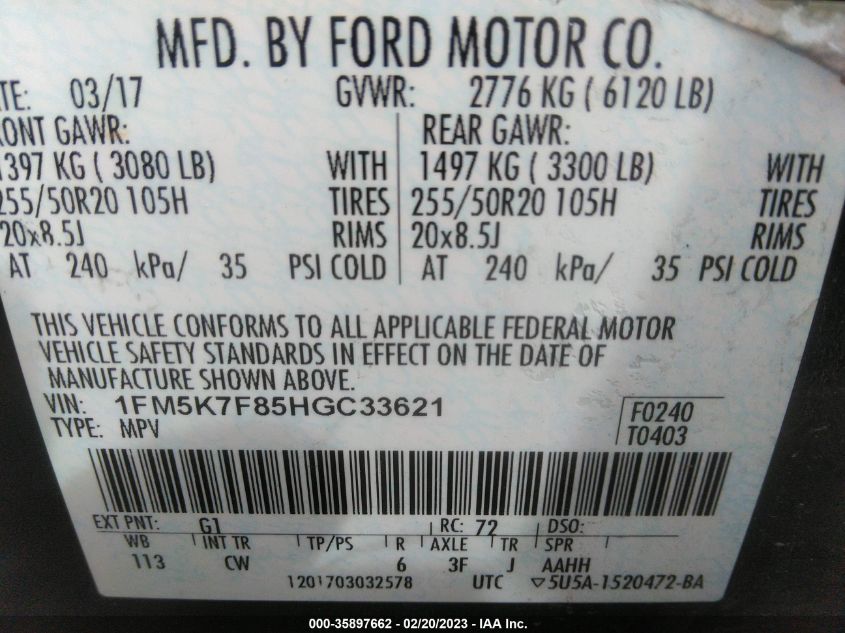 MFD. BY FORD MOTOR CO.
TE: 03/17 GVWR: 2776 KG ( 6120 LB)
ONT GAWR: REAR GAWR:
1397 KG ( 3080 LB) WITH 1497 KG ( 3300 LB) WITH
255/50R20 105H TIRES 255/50R20 105H TIRES
20x8.5J RIMS 20x8.5J RIMS
AT 240 kPa/ 35 PSI COLD AT 240 kPa/ 35 PSI COLD
THIS VEHICLE CONFORMS TO ALL APPLICABLE FEDERAL MOTOR
VEHICLE SAFETY STANDARDS IN EFFECT ON THE DATE OF
MANUFACTURE SHOWN ABOVE.
VIN: 1FM5K7F85HGC33621 F0240
TYPE: MPV T0403
EXT PNT: G1 RC: 72 DSO:
WB INT TR TP/PS R AXLE TR SPR
113 CW 6 3F J AAHH
1201703032578 UTC ▽5U5A-1520472-BA
000-35897662 - 02/20/2023 - IAA Inc.